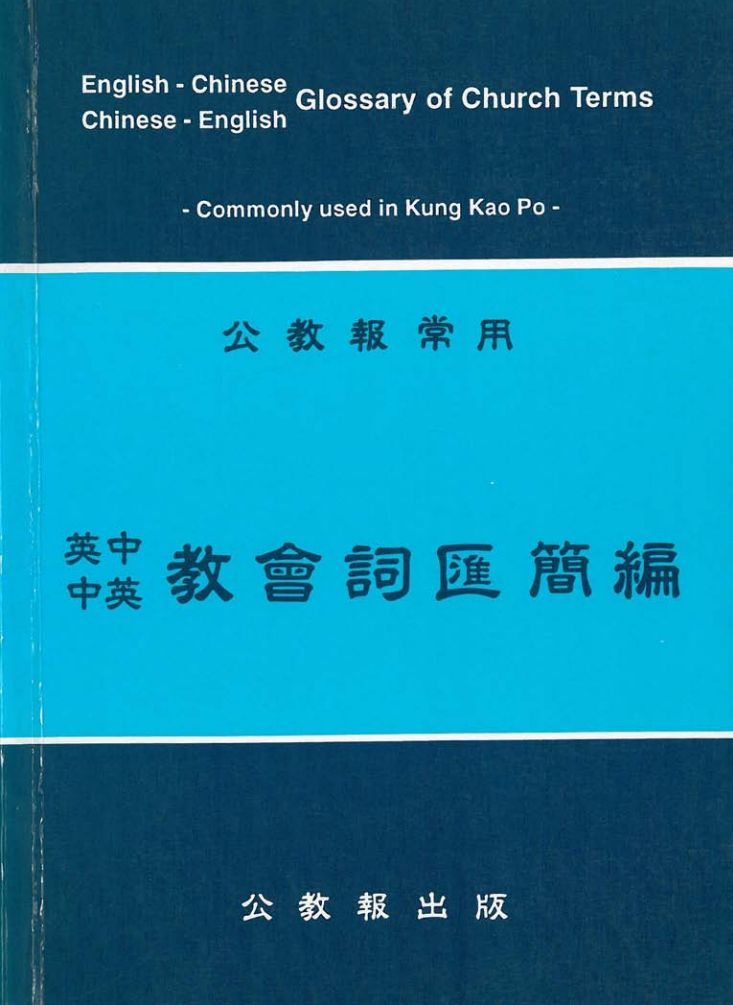 English - Chinese
Chinese - English
Glossary of Church Terms
- Commonly used in Kung Kao Po -
公教報常用
英中
中英
教會詞匯簡編
公教報出版